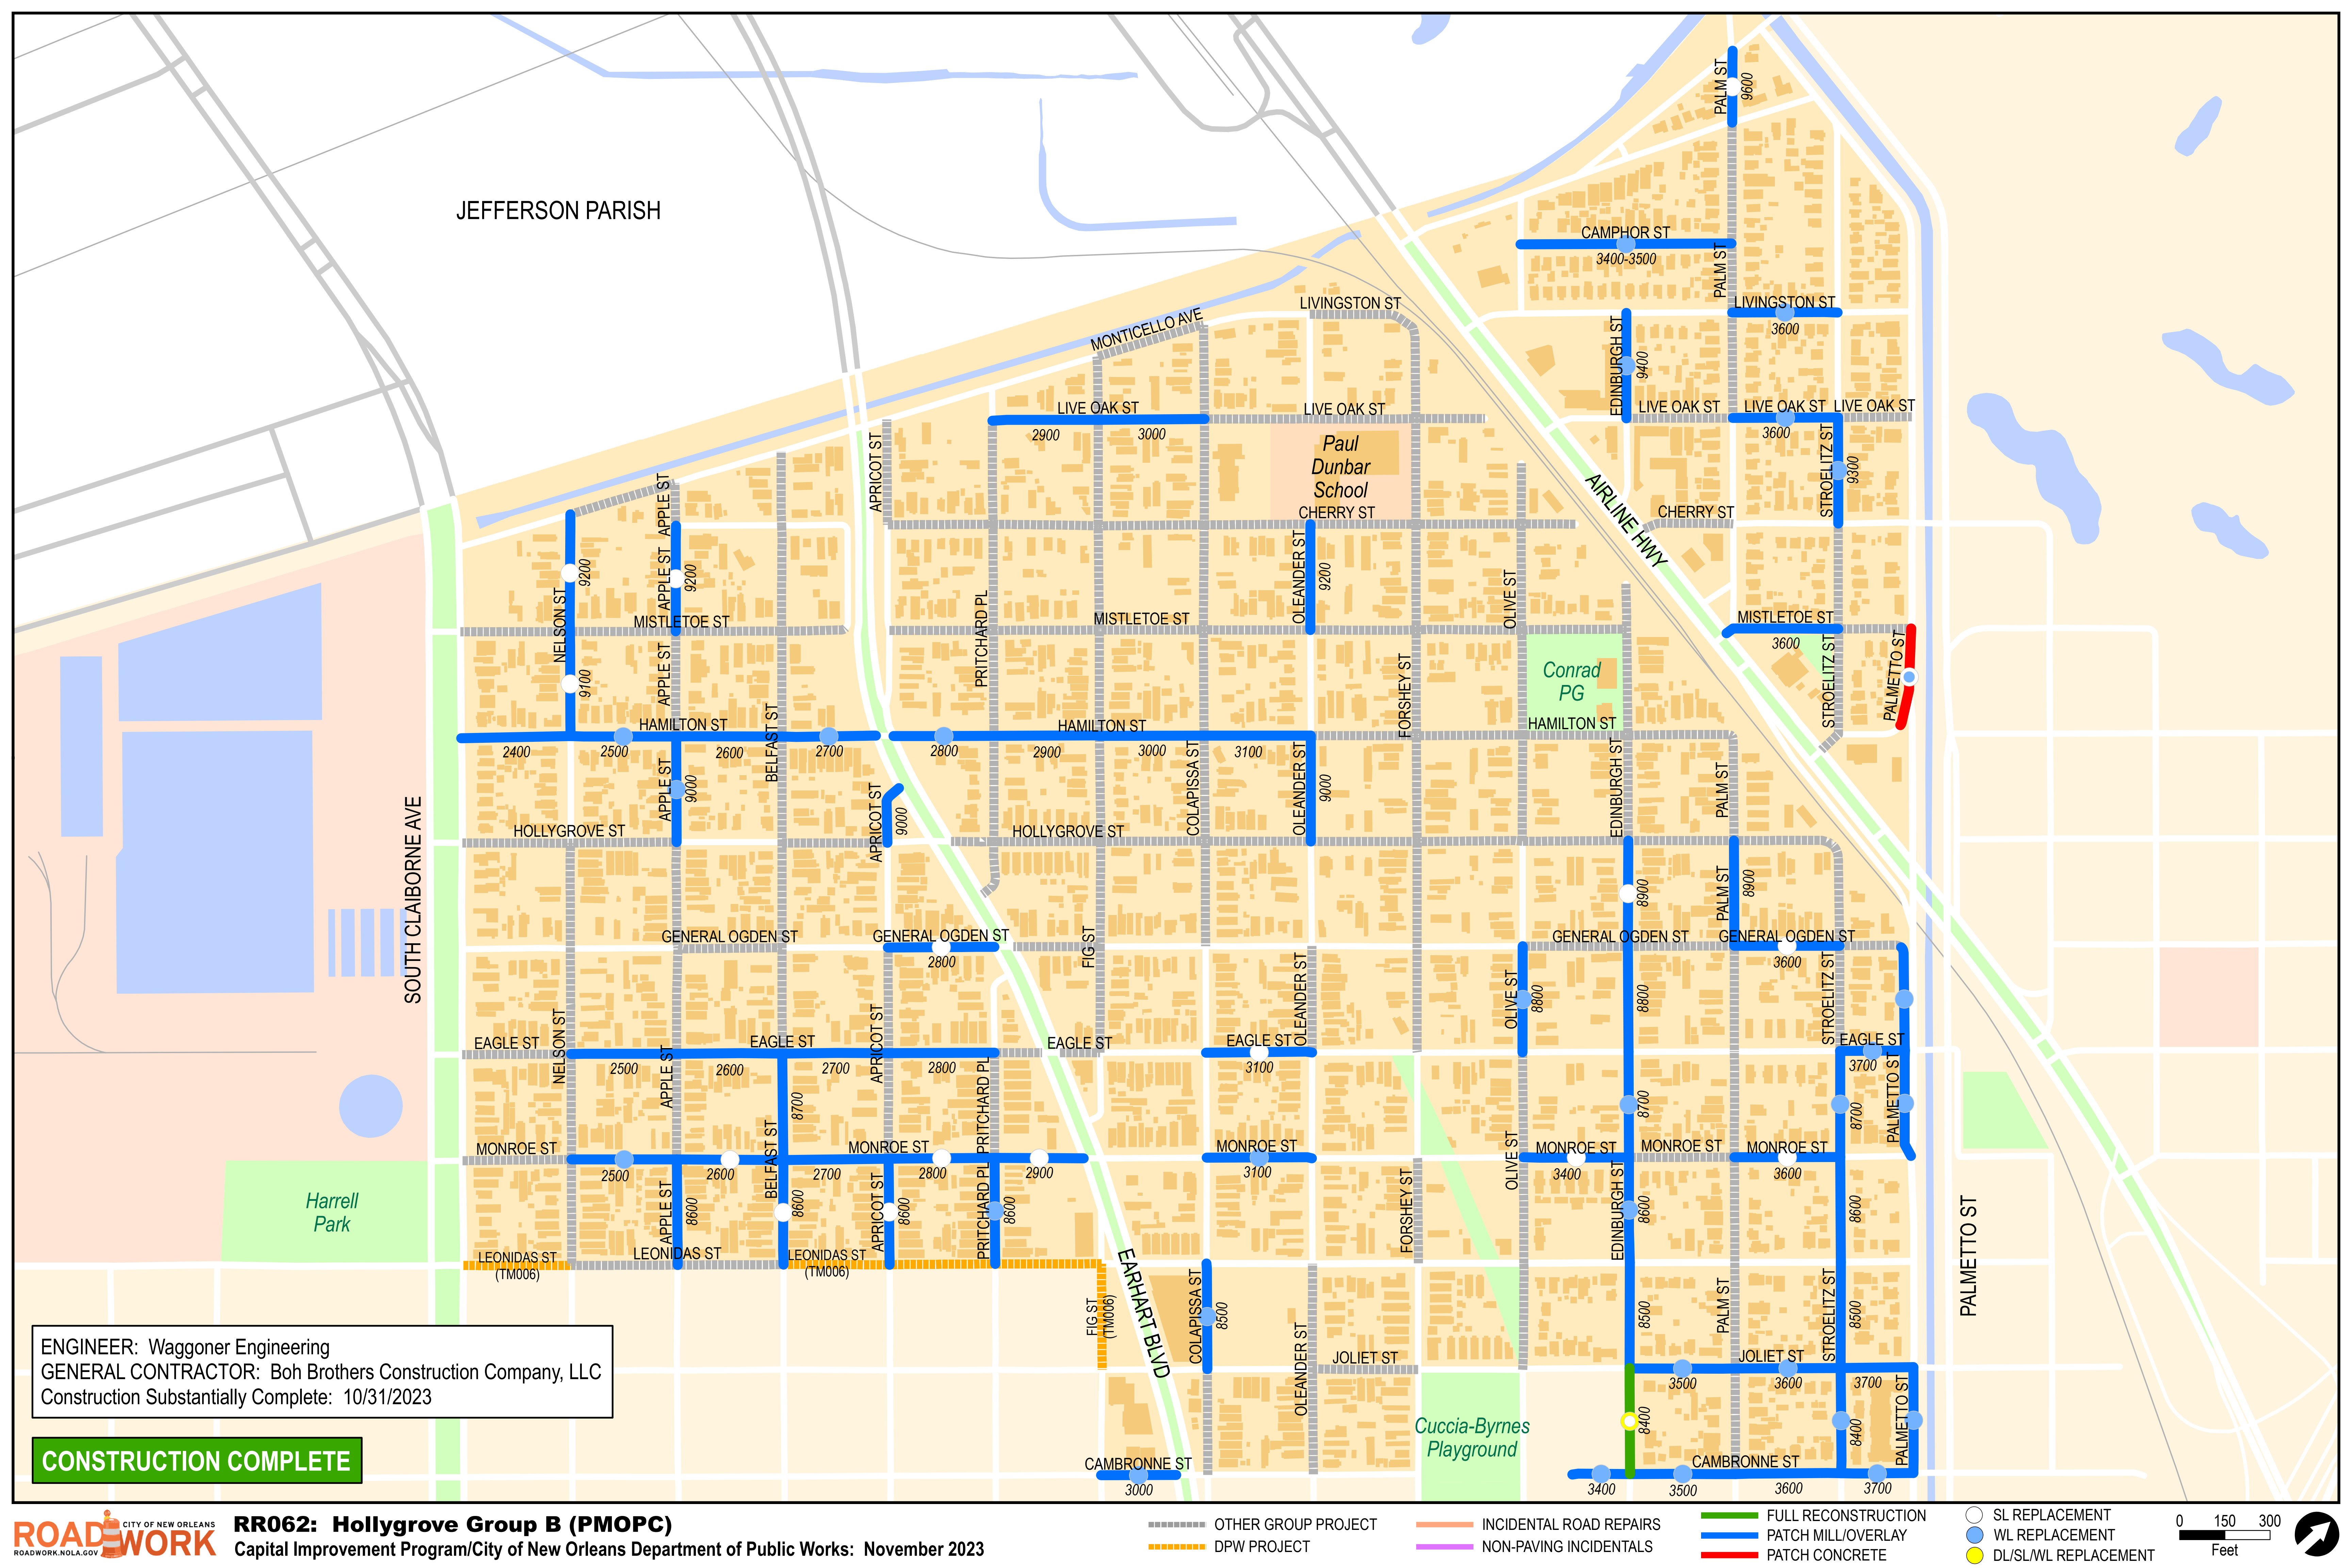 PALM ST
9600
JEFFERSON PARISH
CAMPHOR ST
3400-3500
PALM ST
LIVINGSTON ST
LIVINGSTON ST
3600
MONTICELLO AVE
EDINBURGH ST
9400
LIVE OAK ST
2900
3000
LIVE OAK ST
LIVE OAK ST
LIVE OAK ST
LIVE OAK ST
3600
STROELITZ ST
9300
APRICOT ST
Paul
Dunbar
School
AIRLINE HWY
APPLE ST
CHERRY ST
CHERRY ST
NELSON ST
9200
APPLE ST
9200
OLEANDER ST
9200
OLIVE ST
MISTLETOE ST
MISTLETOE ST
MISTLETOE ST
3600
PRITCHARD PL
9100
APPLE ST
FORSHEY ST
Conrad
PG
STROELITZ ST
PALMETTO ST
HAMILTON ST
HAMILTON ST
HAMILTON ST
2400
2500
2600
2700
2800
2900
3000
3100
BELFAST ST
APPLE ST
9000
APRICOT ST
9000
COLAPISSA ST
OLEANDER ST
9000
EDINBURGH ST
PALM ST
HOLLYGROVE ST
HOLLYGROVE ST
SOUTH CLAIBORNE AVE
8900
PALM ST
8900
GENERAL OGDEN ST
GENERAL OGDEN ST
2800
FIG ST
GENERAL OGDEN ST
GENERAL OGDEN ST
3600
OLEANDER ST
OLIVE ST
8800
8800
STROELITZ ST
NELSON ST
APRICOT ST
EAGLE ST
EAGLE ST
EAGLE ST
EAGLE ST
EAGLE ST
2500
2600
2700
2800
3100
3700
APPLE ST
8700
PRITCHARD PL
8700
8700
PALMETTO ST
MONROE ST
MONROE ST
MONROE ST
MONROE ST
MONROE ST
MONROE ST
2500
2600
2700
2800
2900
3100
3400
3600
BELFAST ST
OLIVE ST
APPLE ST
8600
8600
APRICOT ST
8600
PRITCHARD PL
8600
FORSHEY ST
EDINBURGH ST
8600
8600
Harrell
Park
LEONIDAS ST
(TM006)
LEONIDAS ST
LEONIDAS ST
(TM006)
PALMETTO ST
FIG ST
(TM006)
EARHART BLVD
COLAPISSA ST
8500
OLEANDER ST
8500
PALM ST
STROELITZ ST
8500
JOLIET ST
JOLIET ST
3500
3600
3700
8400
8400
PALMETTO ST
Cuccia-Byrnes
Playground
CAMBRONNE ST
3000
CAMBRONNE ST
3400
3500
3600
3700
ENGINEER: Waggoner Engineering
GENERAL CONTRACTOR: Boh Brothers Construction Company, LLC
Construction Substantially Complete: 10/31/2023
CONSTRUCTION COMPLETE
ROADWORK
CITY OF NEW ORLEANS
ROADWORK.NOLA.GOV
RR062: Hollygrove Group B (PMOPC)
Capital Improvement Program/City of New Orleans Department of Public Works: November 2023
OTHER GROUP PROJECT
DPW PROJECT
INCIDENTAL ROAD REPAIRS
NON-PAVING INCIDENTALS
FULL RECONSTRUCTION
PATCH MILL/OVERLAY
PATCH CONCRETE
SL REPLACEMENT
WL REPLACEMENT
DL/SL/WL REPLACEMENT
0 150 300
Feet